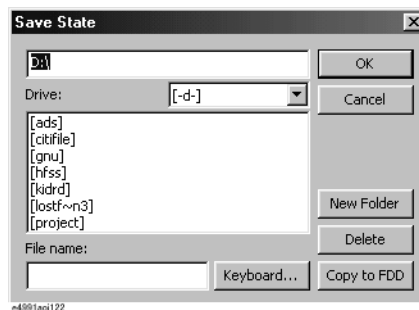 Save State
D:\
OK
Drive:
[-d-]
Cancel
[ads]
[citifile]
[gnu]
[hfss]
[kidrd]
[lostf~n3]
[project]
New Folder
Delete
File name:
Keyboard...
Copy to FDD
e4991aoj122